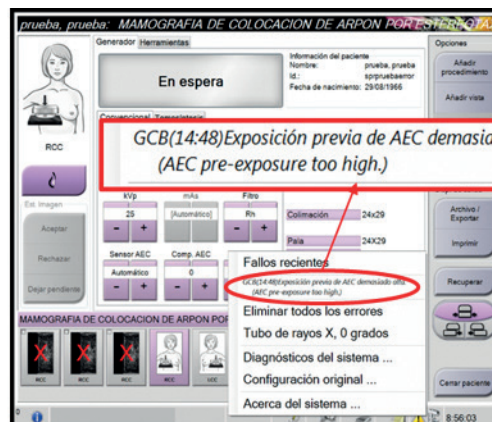 prueba, prueba: MAMOGRAFIA DE COLOCACION DE ARPON POR ESTEREOTA
Generador Herramientas
En espera
Información del paciente
Nombre: prueba, prueba
Id.: sprpruebaerror
Fecha de nacimiento: 29/08/1966
Opciones
Añadir procedimiento
Añadir vista
RCC
Convencional Tomosíntesis
GCB(14:48)Exposición previa de AEC demasia
(AEC pre-exposure too high.)
Est. imagen
Aceptar
Rechazar
Dejar pendiente
kVp mAs Filtro
25 [Automático] Rh
- + - + - +
Colimación 24x29
Pala 24X29
Sensor AEC Comp. AEC
Automático 0
- + - +
Archivo / Exportar
Imprimir
Recuperar
Cerrar paciente
Fallos recientes
GCB(14:48)Exposición previa de AEC demasiado alta.
(AEC pre-exposure too high.)
Eliminar todos los errores
Tubo de rayos X, 0 grados
Diagnósticos del sistema ...
Configuración original ...
Acerca del sistema ...
MAMOGRAFIA DE COLOCACION DE ARPON POR
RCC RCC RCC RCC LCC
8:56:03